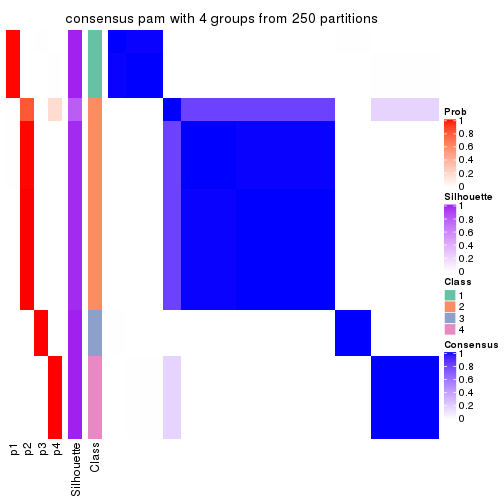 consensus pam with 4 groups from 250 partitions
Prob
1
0.8
0.6
0.4
0.2
0
Silhouette
1
0.8
0.6
0.4
0.2
0
Class
1
2
3
4
Consensus
1
0.8
0.6
0.4
0.2
0
p1
p2
p3
p4
Silhouette
Class